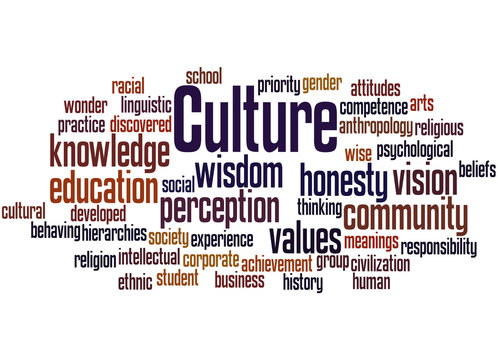 school
racial
priority gender attitudes
wonder linguistic Culture competence arts
practice discovered anthropology religious
knowledge wise psychological
wisdom honesty vision beliefs
education social
perception thinking community
cultural developed
behaving hierarchies society experience values meanings responsibility
religion intellectual corporate achievement group civilization
ethnic student business history human